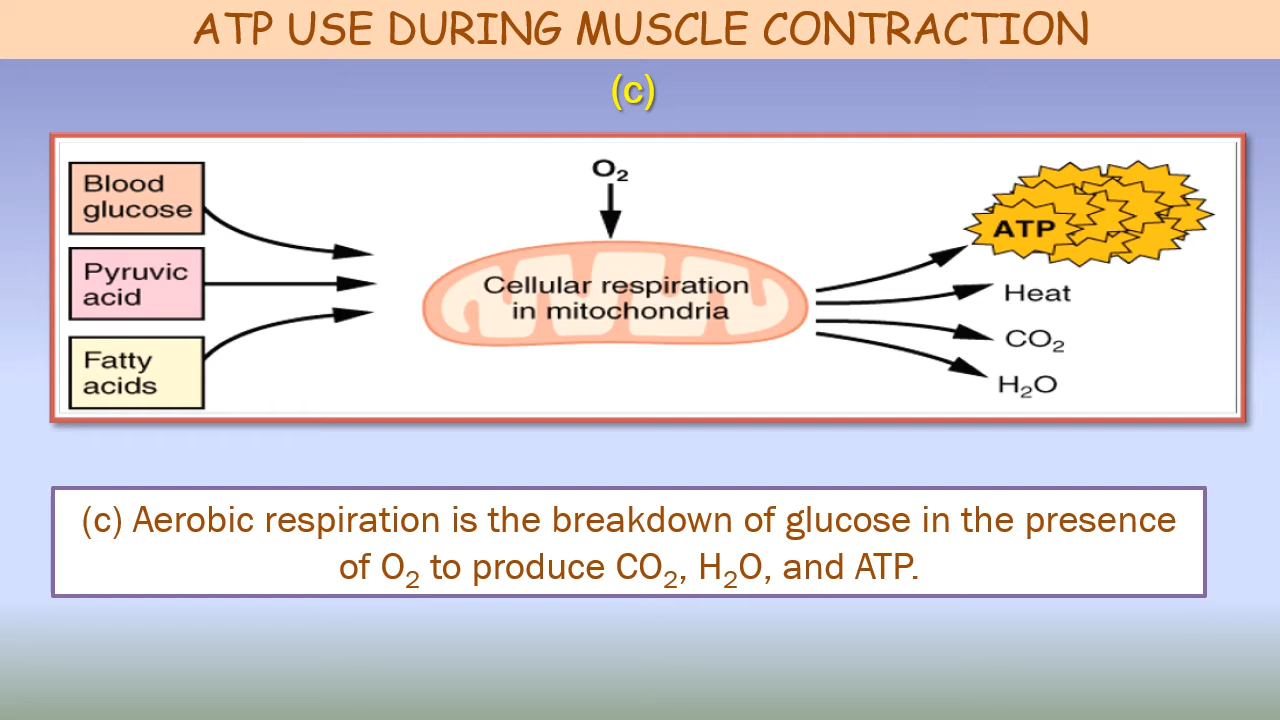 ATP USE DURING MUSCLE CONTRACTION
(c)
Blood
glucose
Pyruvic
acid
Fatty
acids
O₂
Cellular respiration
in mitochondria
ATP
Heat
CO₂
H₂O
(c) Aerobic respiration is the breakdown of glucose in the presence
of O₂ to produce CO₂, H₂O, and ATP.